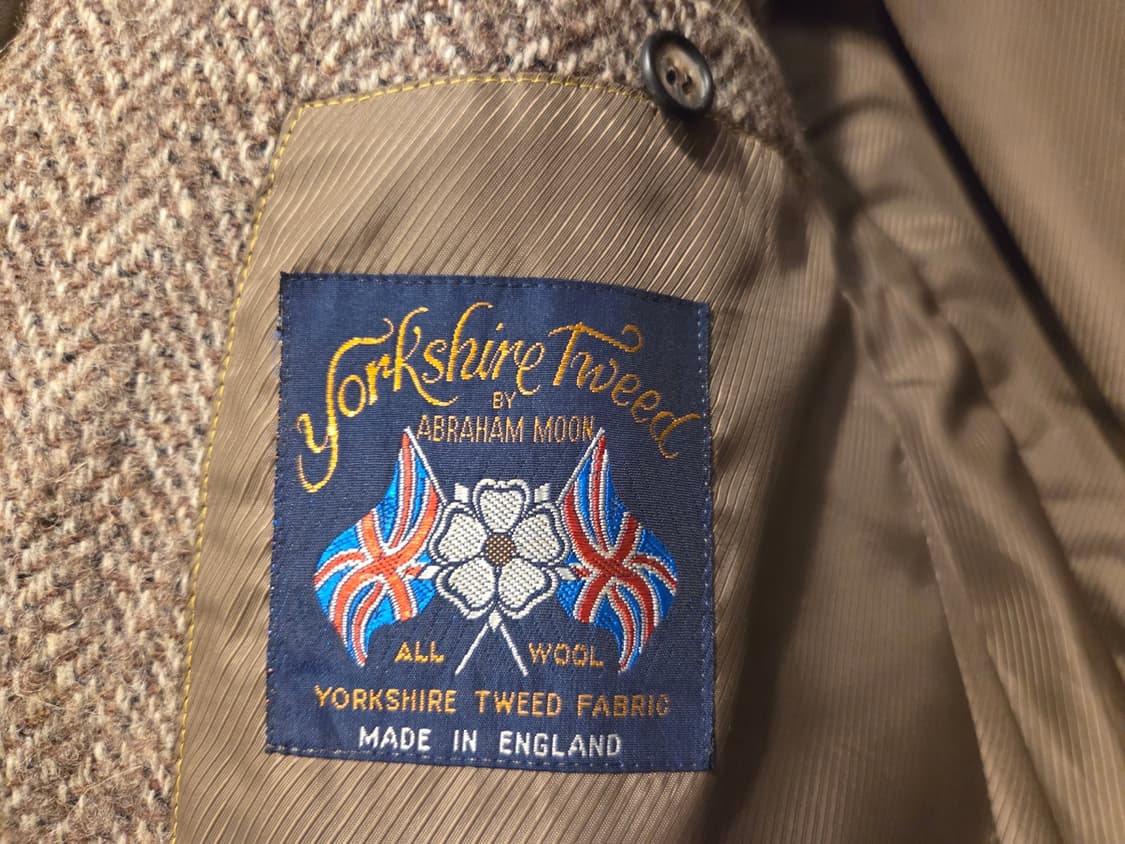 Yorkshire Tweed
BY
ABRAHAM MOON
ALL WOOL
YORKSHIRE TWEED FABRIC
MADE IN ENGLAND